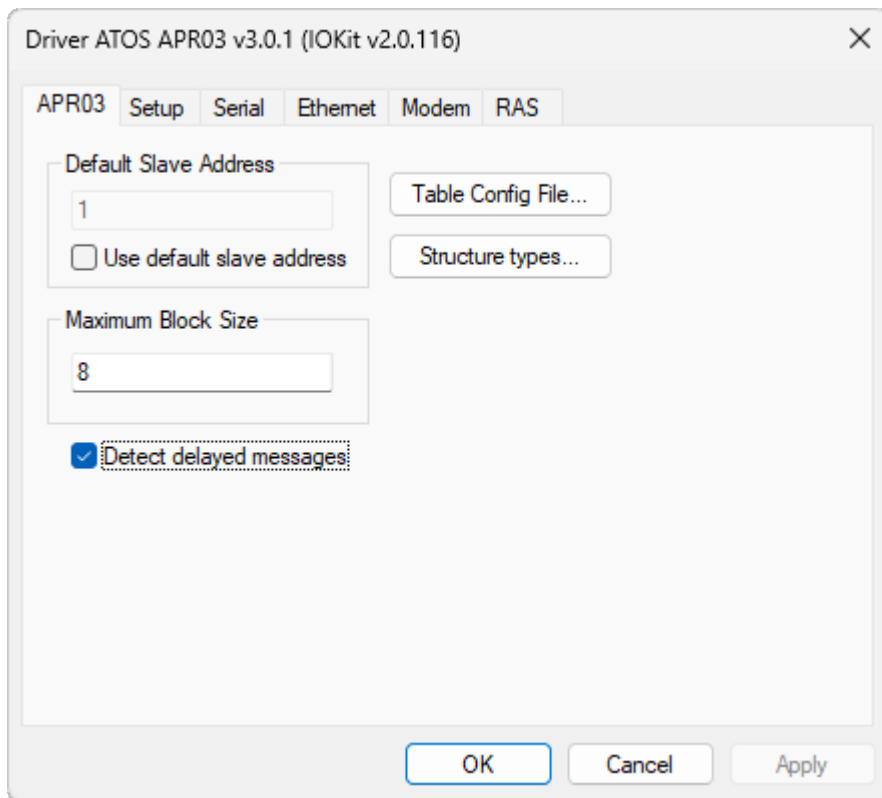 Driver ATOS APR03 v3.0.1 (IOKit v2.0.116)
APR03 Setup Serial Ethernet Modem RAS
Default Slave Address
1
Use default slave address
Table Config File...
Structure types...
Maximum Block Size
8
Detect delayed messages
OK Cancel Apply